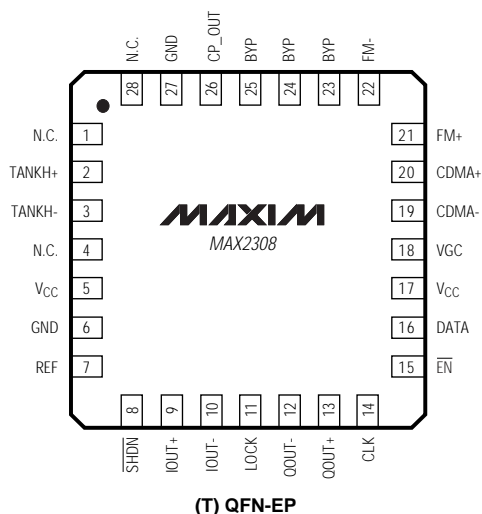 N.C.
GND
CP_OUT
BYP
BYP
BYP
FM-
28
27
26
25
24
23
22
N.C. 1
TANKH+ 2
TANKH- 3
N.C. 4
VCC 5
GND 6
REF 7
MAXIM
MAX2308
21 FM+
20 CDMA+
19 CDMA-
18 VGC
17 VCC
16 DATA
15 EN
8
9
10
11
12
13
14
SHDN
IOUT+
IOUT-
LOCK
QOUT-
QOUT+
CLK
(T) QFN-EP